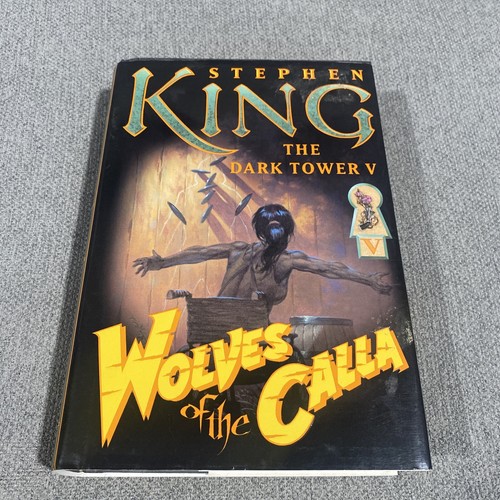 STEPHEN
KING
THE
DARK TOWER V
V
WOLVES
of the
CALLA